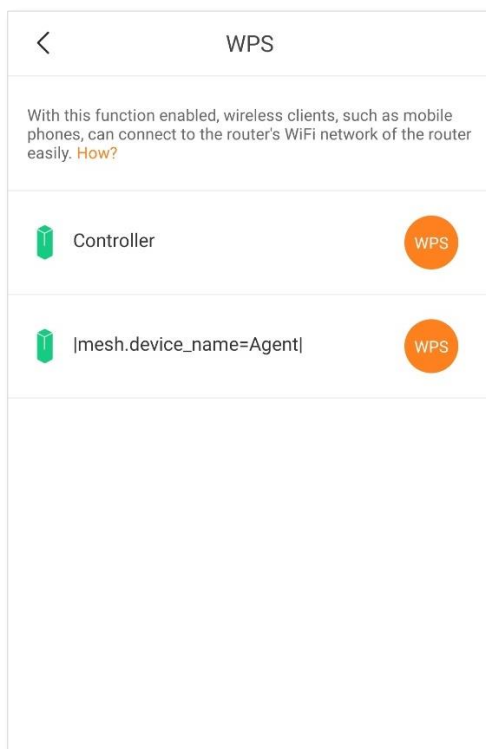 WPS
With this function enabled, wireless clients, such as mobile
phones, can connect to the router's WiFi network of the router
easily. How?
Controller
WPS
|mesh.device_name=Agent|
WPS